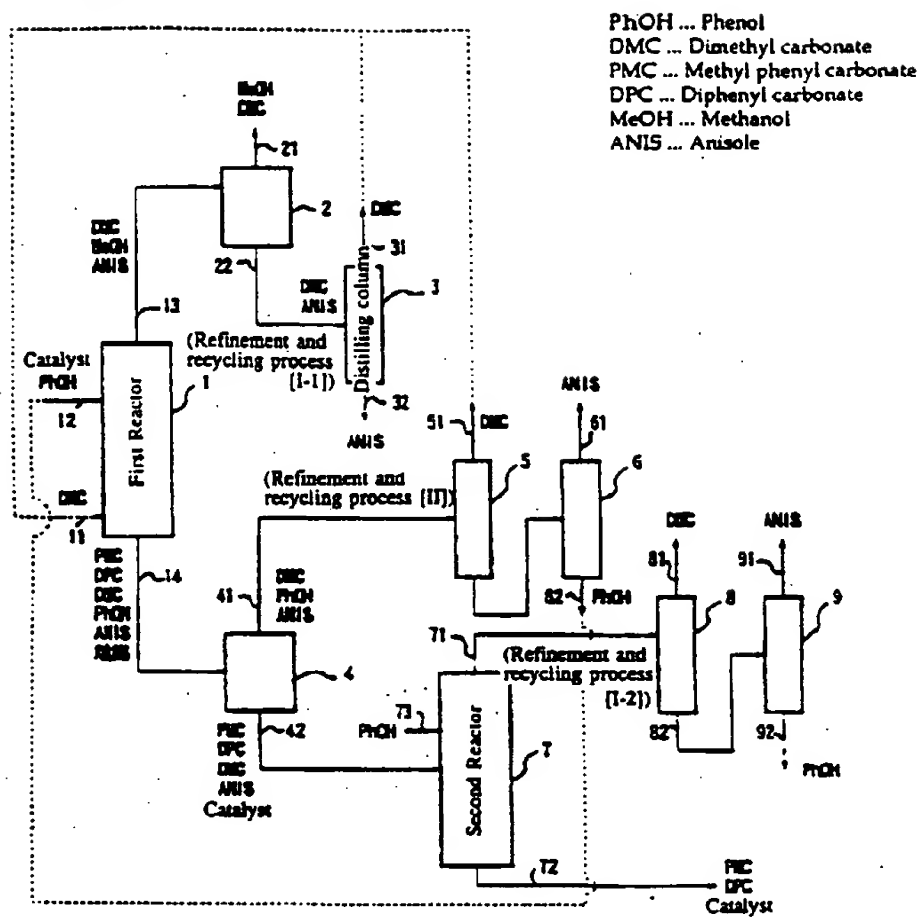 PhOH ... Phenol
DMC ... Dimethyl carbonate
PMC ... Methyl phenyl carbonate
DPC ... Diphenyl carbonate
MeOH ... Methanol
ANIS ... Anisole
MeOH
DMC
21
2
DMC
31
DMC
MeOH
ANIS
22
DMC
ANIS
Distilling column
3
13
(Refinement and
recycling process
[I-1])
Catalyst
PhOH
1
32
12
First Reactor
ANIS
ANIS
51
DMC
61
5
6
(Refinement and
recycling process [II])
DMC
11
DMC
ANIS
PMC
DPC
DMC
PhOH
ANIS
14
41
DMC
PhOH
ANIS
81
91
82
PhOH
8
9
71
(Refinement and
recycling process
[I-2])
4
73
PhOH
42
82
92
PMC
DPC
DMC
ANIS
Catalyst
Second Reactor
7
PhOH
72
PMC
DPC
Catalyst